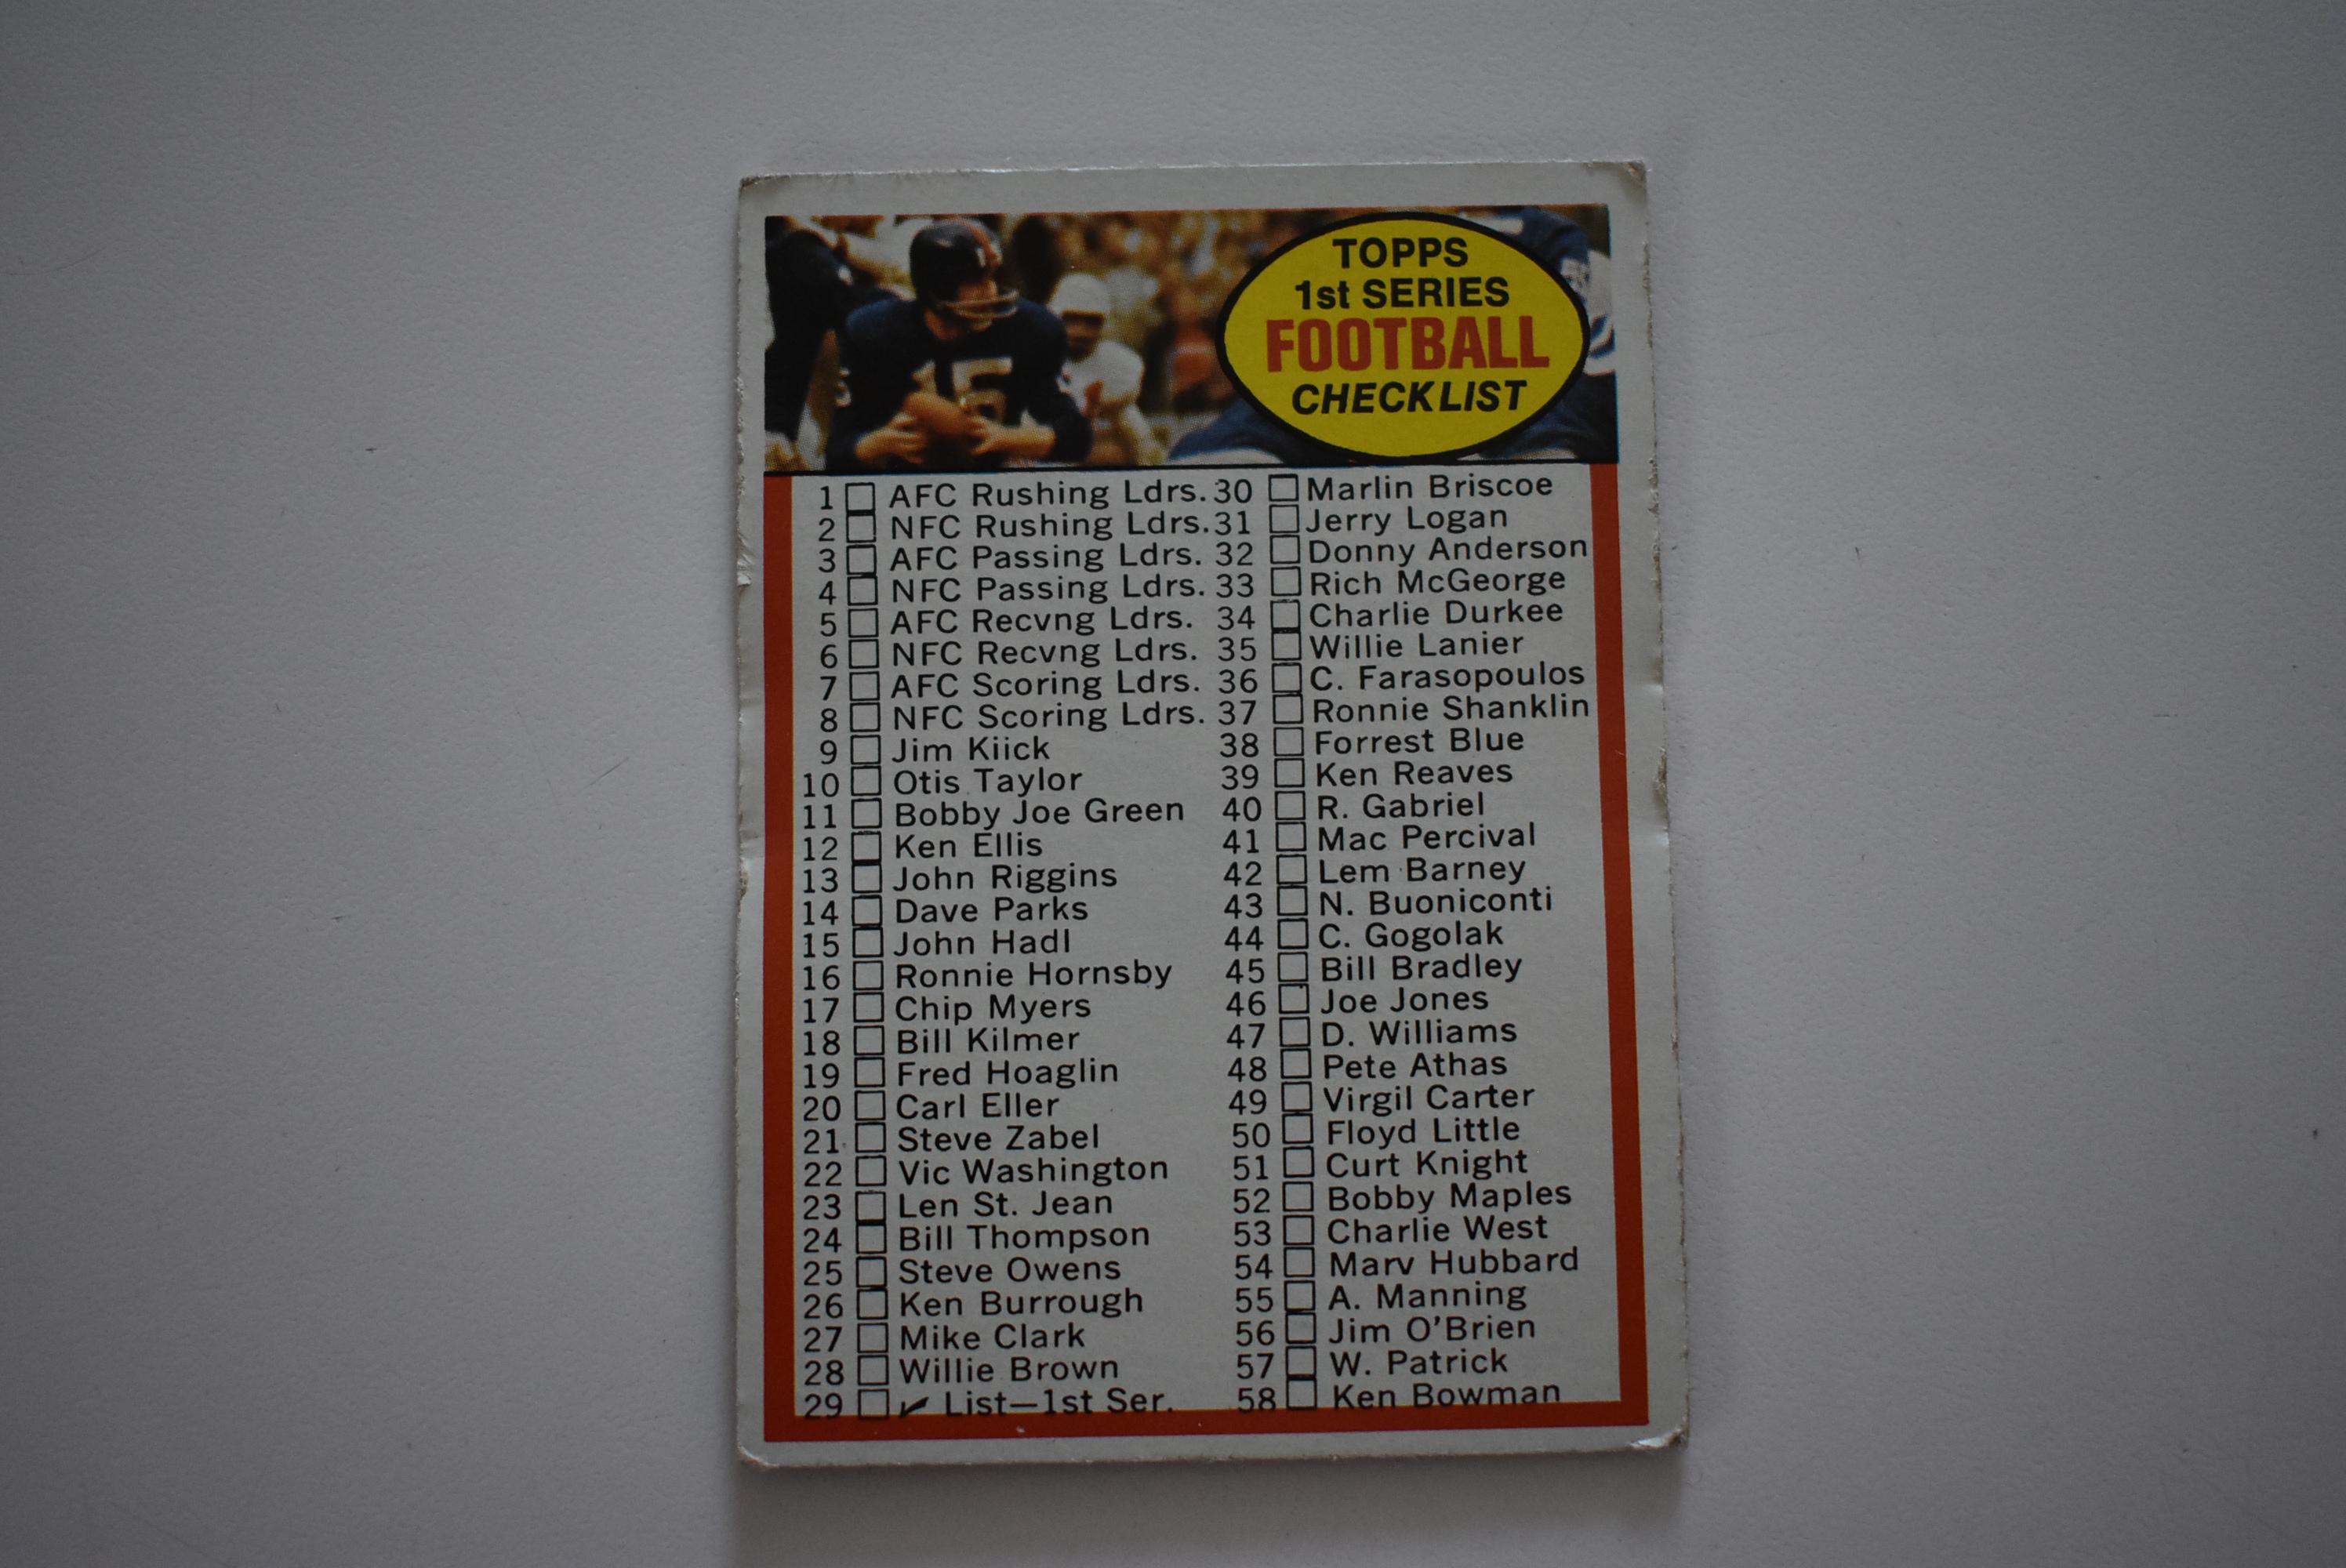 TOPPS
1st SERIES
FOOTBALL
CHECKLIST
15
1 AFC Rushing Ldrs.
2 NFC Rushing Ldrs.
3 AFC Passing Ldrs.
4 NFC Passing Ldrs.
5 AFC Recvng Ldrs.
6 NFC Recvng Ldrs.
7 AFC Scoring Ldrs.
8 NFC Scoring Ldrs.
9 Jim Kiick
10 Otis Taylor
11 Bobby Joe Green
12 Ken Ellis
13 John Riggins
14 Dave Parks
15 John Hadl
16 Ronnie Hornsby
17 Chip Myers
18 Bill Kilmer
19 Fred Hoaglin
20 Carl Eller
21 Steve Zabel
22 Vic Washington
23 Len St. Jean
24 Bill Thompson
25 Steve Owens
26 Ken Burrough
27 Mike Clark
28 Willie Brown
29 ✓ List—1st Ser.
30 Marlin Briscoe
31 Jerry Logan
32 Donny Anderson
33 Rich McGeorge
34 Charlie Durkee
35 Willie Lanier
36 C. Farasopoulos
37 Ronnie Shanklin
38 Forrest Blue
39 Ken Reaves
40 R. Gabriel
41 Mac Percival
42 Lem Barney
43 N. Buoniconti
44 C. Gogolak
45 Bill Bradley
46 Joe Jones
47 D. Williams
48 Pete Athas
49 Virgil Carter
50 Floyd Little
51 Curt Knight
52 Bobby Maples
53 Charlie West
54 Marv Hubbard
55 A. Manning
56 Jim O'Brien
57 W. Patrick
58 Ken Bowman